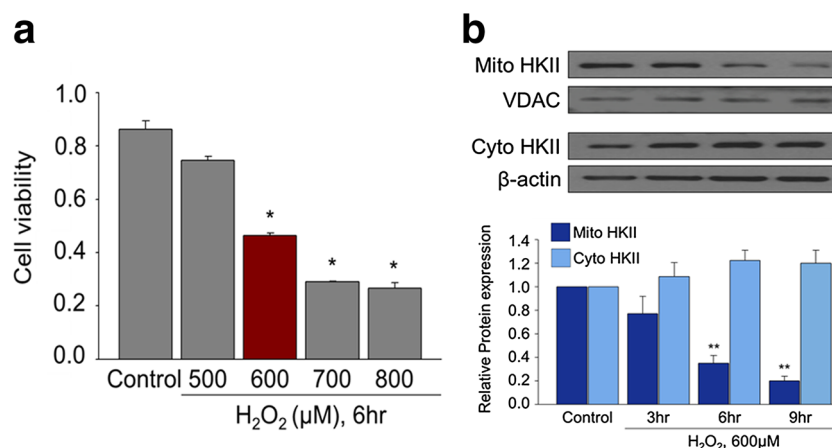 a
Cell viability
1.0
0.8
0.6
0.4
0.2
0.0
*
*
*
Control 500 600 700 800
H₂O₂ (μM), 6hr
b
Mito HKII
VDAC
Cyto HKII
β-actin
Mito HKII
Cyto HKII
Relative Protein expression
1.4
1.2
1.0
0.8
0.6
0.4
0.2
0.0
**
**
Control 3hr 6hr 9hr
H₂O₂, 600μM